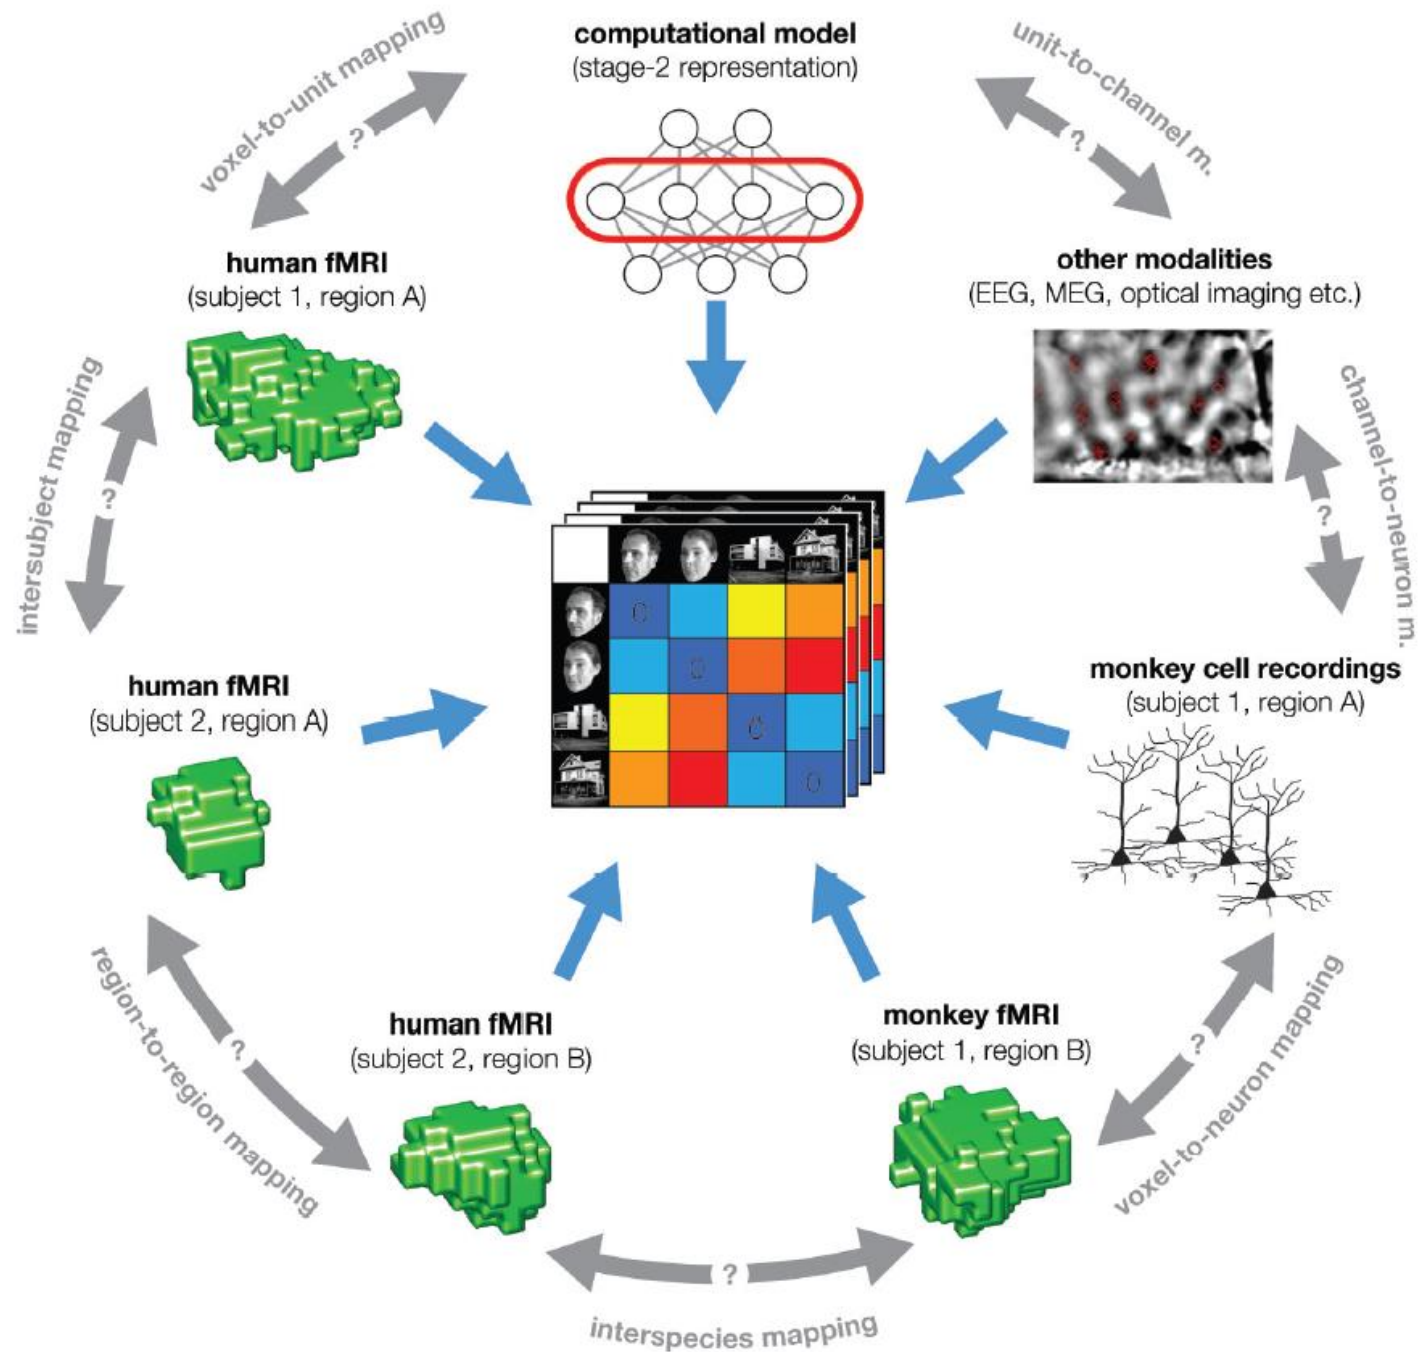 computational model
(stage-2 representation)
voxel-to-unit mapping
?
unit-to-channel m.
?
human fMRI
(subject 1, region A)
other modalities
(EEG, MEG, optical imaging etc.)
intersubject mapping
?
channel-to-neuron m.
?
0
0
0
0
human fMRI
(subject 2, region A)
monkey cell recordings
(subject 1, region A)
region-to-region mapping
?
human fMRI
(subject 2, region B)
monkey fMRI
(subject 1, region B)
voxel-to-neuron mapping
?
?
interspecies mapping